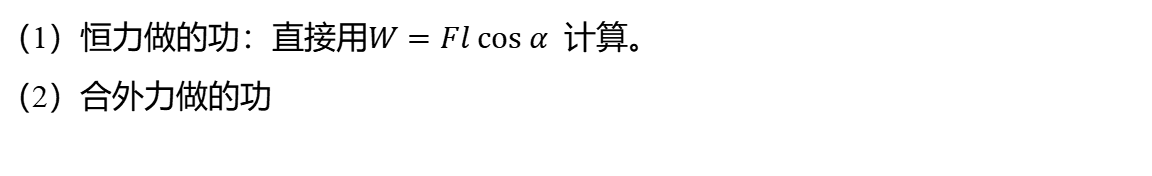 （1）恒力做的功：直接用W = Fl cos α 计算。
（2）合外力做的功